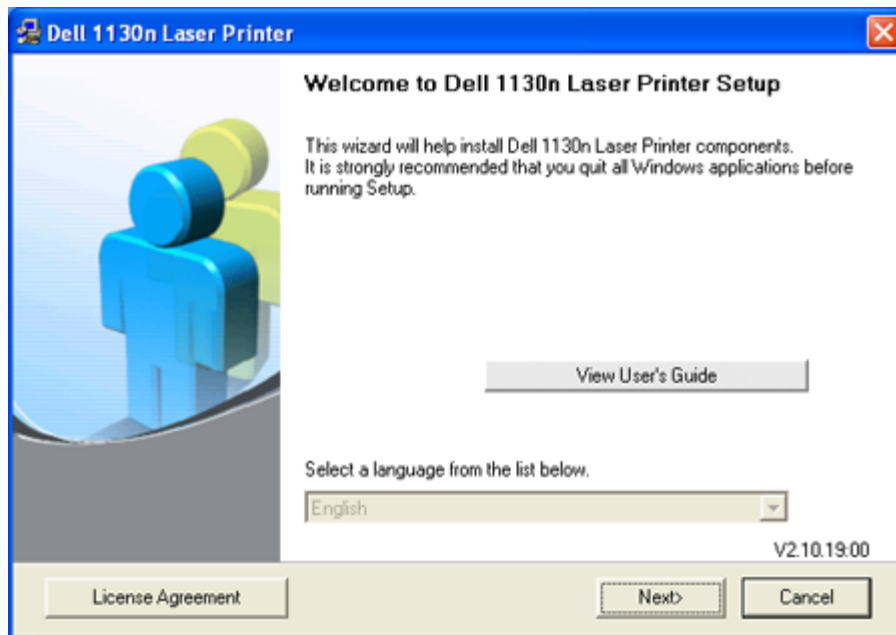 Dell 1130n Laser Printer
Welcome to Dell 1130n Laser Printer Setup
This wizard will help install Dell 1130n Laser Printer components.
It is strongly recommended that you quit all Windows applications before
running Setup.
View User's Guide
Select a language from the list below.
English
V2.10.19:00
License Agreement
Next>
Cancel